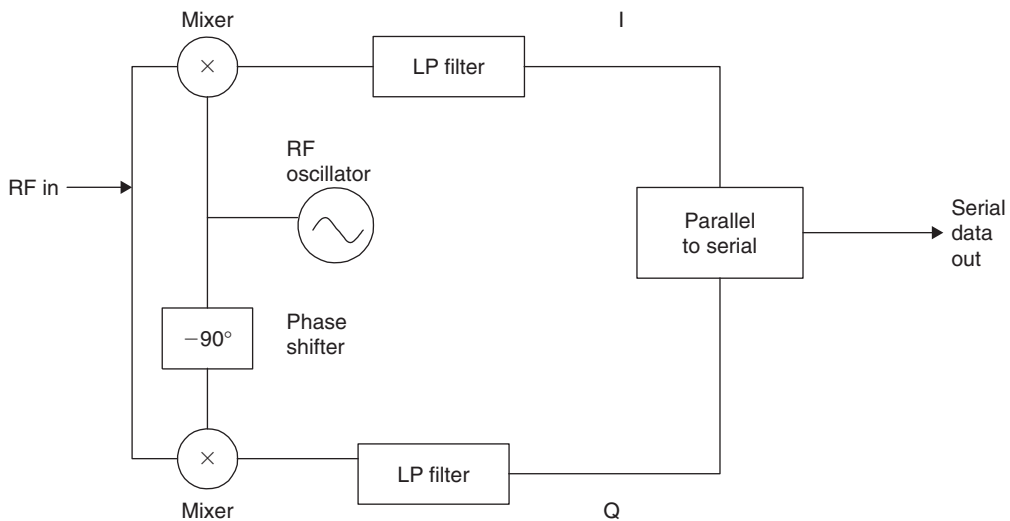 Mixer
I
×
LP filter
RF
oscillator
RF in
Parallel
to serial
Serial
data
out
−90°
Phase
shifter
×
LP filter
Mixer
Q